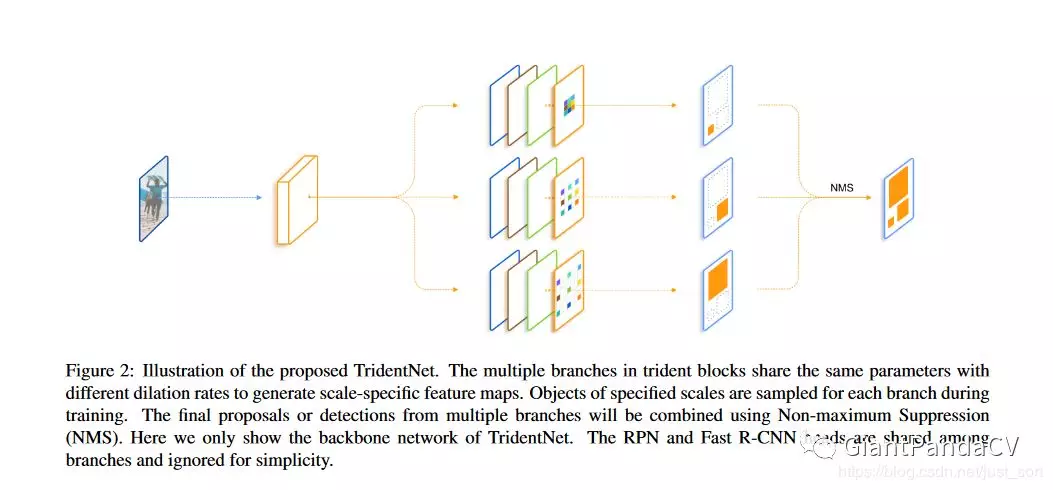 NMS
Figure 2: Illustration of the proposed TridentNet. The multiple branches in trident blocks share the same parameters with
different dilation rates to generate scale-specific feature maps. Objects of specified scales are sampled for each branch during
training. The final proposals or detections from multiple branches will be combined using Non-maximum Suppression
(NMS). Here we only show the backbone network of TridentNet. The RPN and Fast R-CNN heads are shared among
branches and ignored for simplicity.
GiantPandaCV
https://blog.csdn.net/just_sort